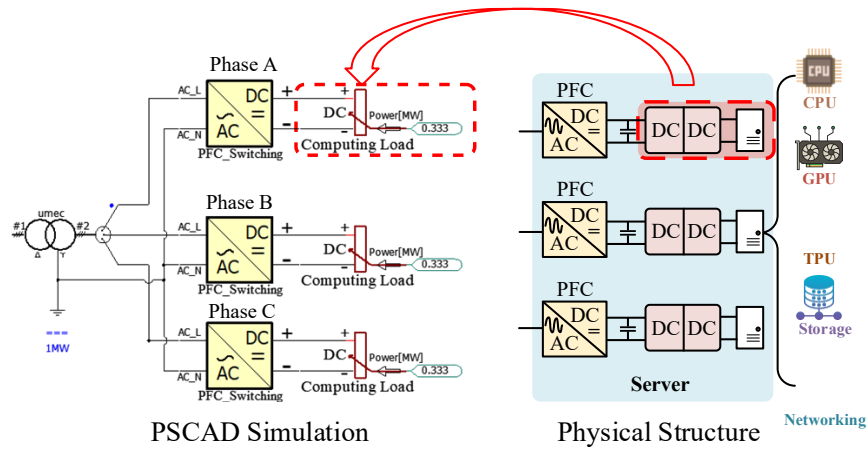 Phase A
AC_L
AC_N
DC
AC
+
-
PFC_Switching
+
DC
-
Power[MW]
0.333
Computing Load
umec
#1
#2
Δ
Y
===
1MW
Phase B
AC_L
AC_N
DC
AC
+
-
PFC_Switching
+
DC
-
Power[MW]
0.333
Computing Load
Phase C
AC_L
AC_N
DC
AC
+
-
PFC_Switching
+
DC
-
Power[MW]
0.333
Computing Load
PSCAD Simulation
PFC
DC
AC
DC DC
PFC
DC
AC
DC DC
PFC
DC
AC
DC DC
Server
CPU
CPU
GPU
TPU
Storage
Networking
Physical Structure